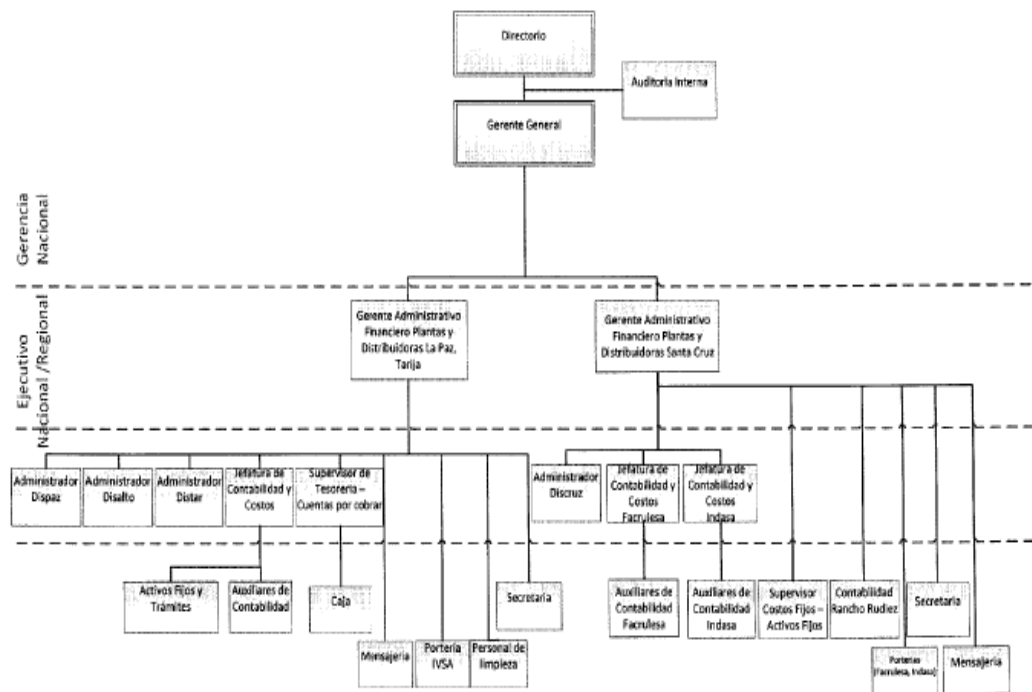 Directorio
Auditoria Interna
Gerente General
Gerencia
Nacional
Gerente Administrativo
Financiero Plantas y
Distribuidoras La Paz,
Tarija
Gerente Administrativo
Financiero Plantas y
Distribuidoras Santa Cruz
Ejecutivo
Nacional /Regional
Administrador
Dispaz
Administrador
Disalto
Administrador
Distar
Jefatura de
Contabilidad y
Costos
Supervisor de
Tesoreria –
Cuentas por cobrar
Administrador
Discruz
Jefatura de
Contabilidad y
Costos
Facrulesa
Jefatura de
Contabilidad y
Costos
Indasa
Activos Fijos y
Trámites
Auxiliares de
Contabilidad
Caja
Secretaria
Auxiliares de
Contabilidad
Facrulesa
Auxiliares de
Contabilidad
Indasa
Supervisor
Costos Fijos –
Activos Fijos
Contabilidad
Rancho Rudiez
Secretaria
Mensajeria
Portería
IVSA
Personal de
limpieza
Porterias
(Facrulesa, Indasa)
Mensajeria